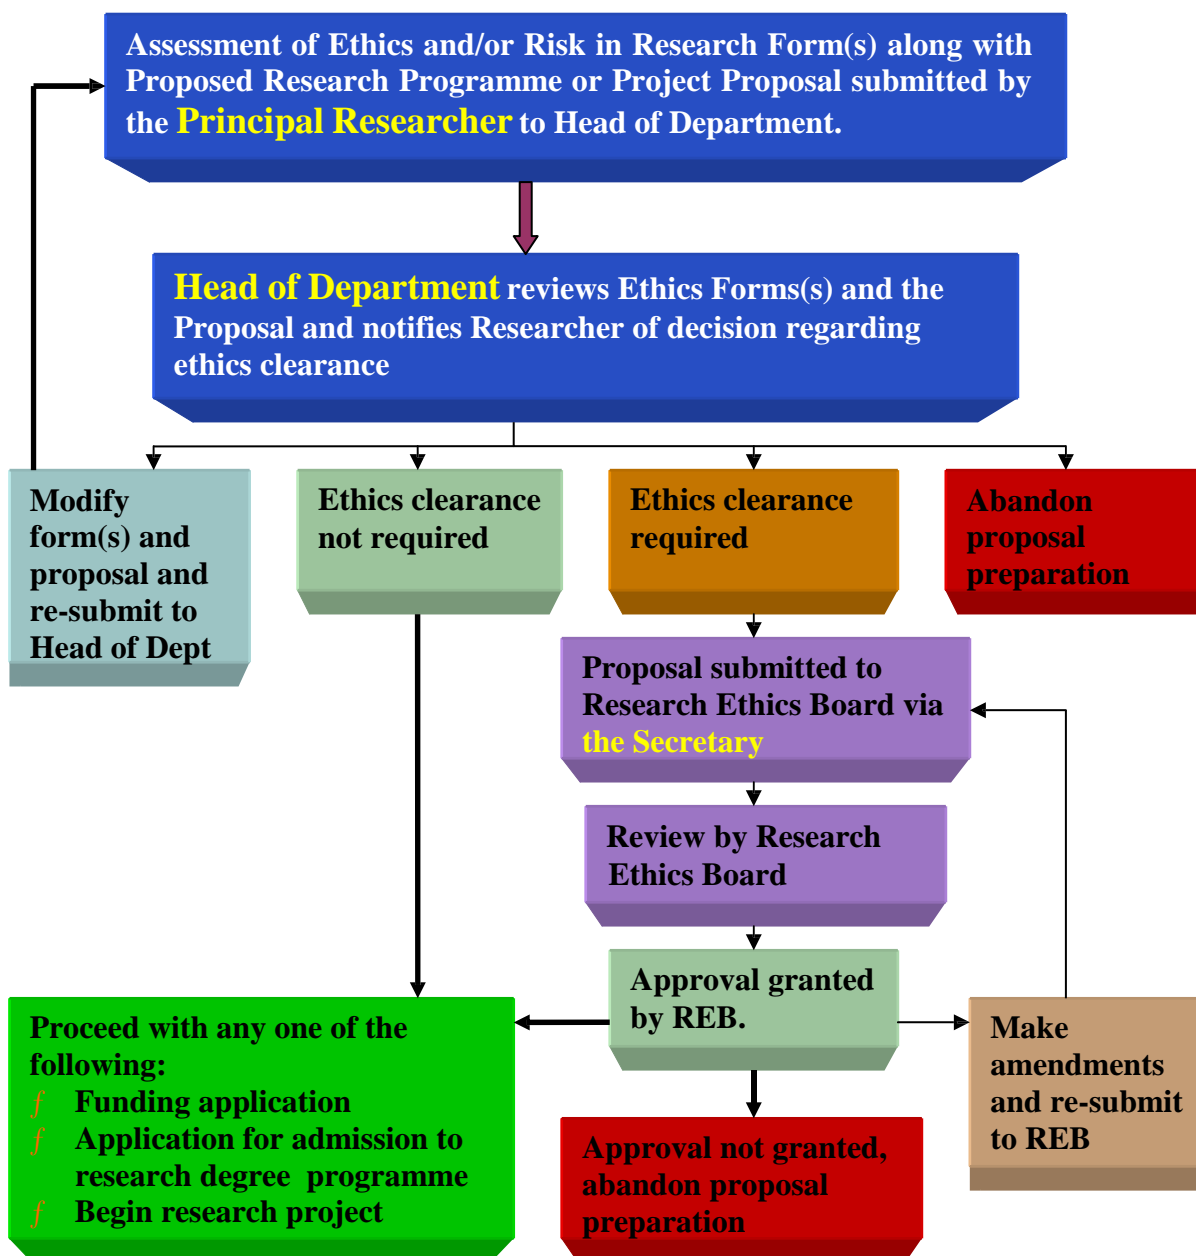 Assessment of Ethics and/or Risk in Research Form(s) along with
Proposed Research Programme or Project Proposal submitted by
the Principal Researcher to Head of Department.
Head of Department reviews Ethics Forms(s) and the
Proposal and notifies Researcher of decision regarding
ethics clearance
Modify
form(s) and
proposal and
re-submit to
Head of Dept
Ethics clearance
not required
Ethics clearance
required
Abandon
proposal
preparation
Proposal submitted to
Research Ethics Board via
the Secretary
Review by Research
Ethics Board
Approval granted
by REB.
Proceed with any one of the
following:
ƒ Funding application
ƒ Application for admission to
research degree programme
ƒ Begin research project
Make
amendments
and re-submit
to REB
Approval not granted,
abandon proposal
preparation